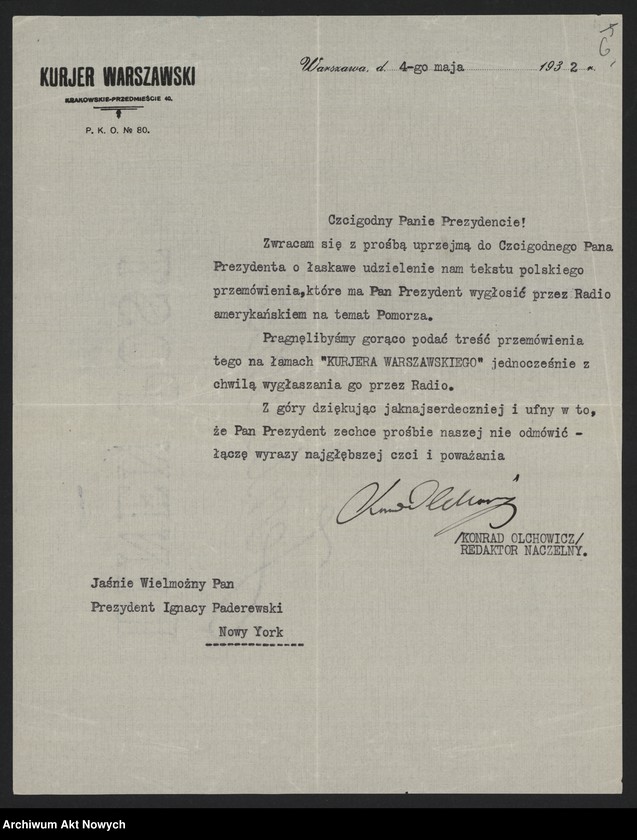 KURJER WARSZAWSKI
KRAKOWSKIE-PRZEDMIEŚCIE 40.
P. K. O. № 80.
Warszawa, d. 4-go maja 1932 r.
Czcigodny Panie Prezydencie!
Zwracam się z prośbą uprzejmą do Czcigodnego Pana
Prezydenta o łaskawe udzielenie nam tekstu polskiego
przemówienia,które ma Pan Prezydent wygłosić przez Radio
amerykańskiem na temat Pomorza.
Pragnęlibyśmy gorąco podać treść przemówienia
tego na łamach "KURJERA WARSZAWSKIEGO" jednocześnie z
chwilą wygłaszania go przez Radio.
Z góry dziękując jaknajserdeczniej i ufny w to,
że Pan Prezydent zechce prośbie naszej nie odmówić -
łączę wyrazy najgłębszej czci i poważania
/KONRAD OLCHOWICZ/
REDAKTOR NACZELNY.
Jaśnie Wielmożny Pan
Prezydent Ignacy Paderewski
Nowy York
Archiwum Akt Nowych